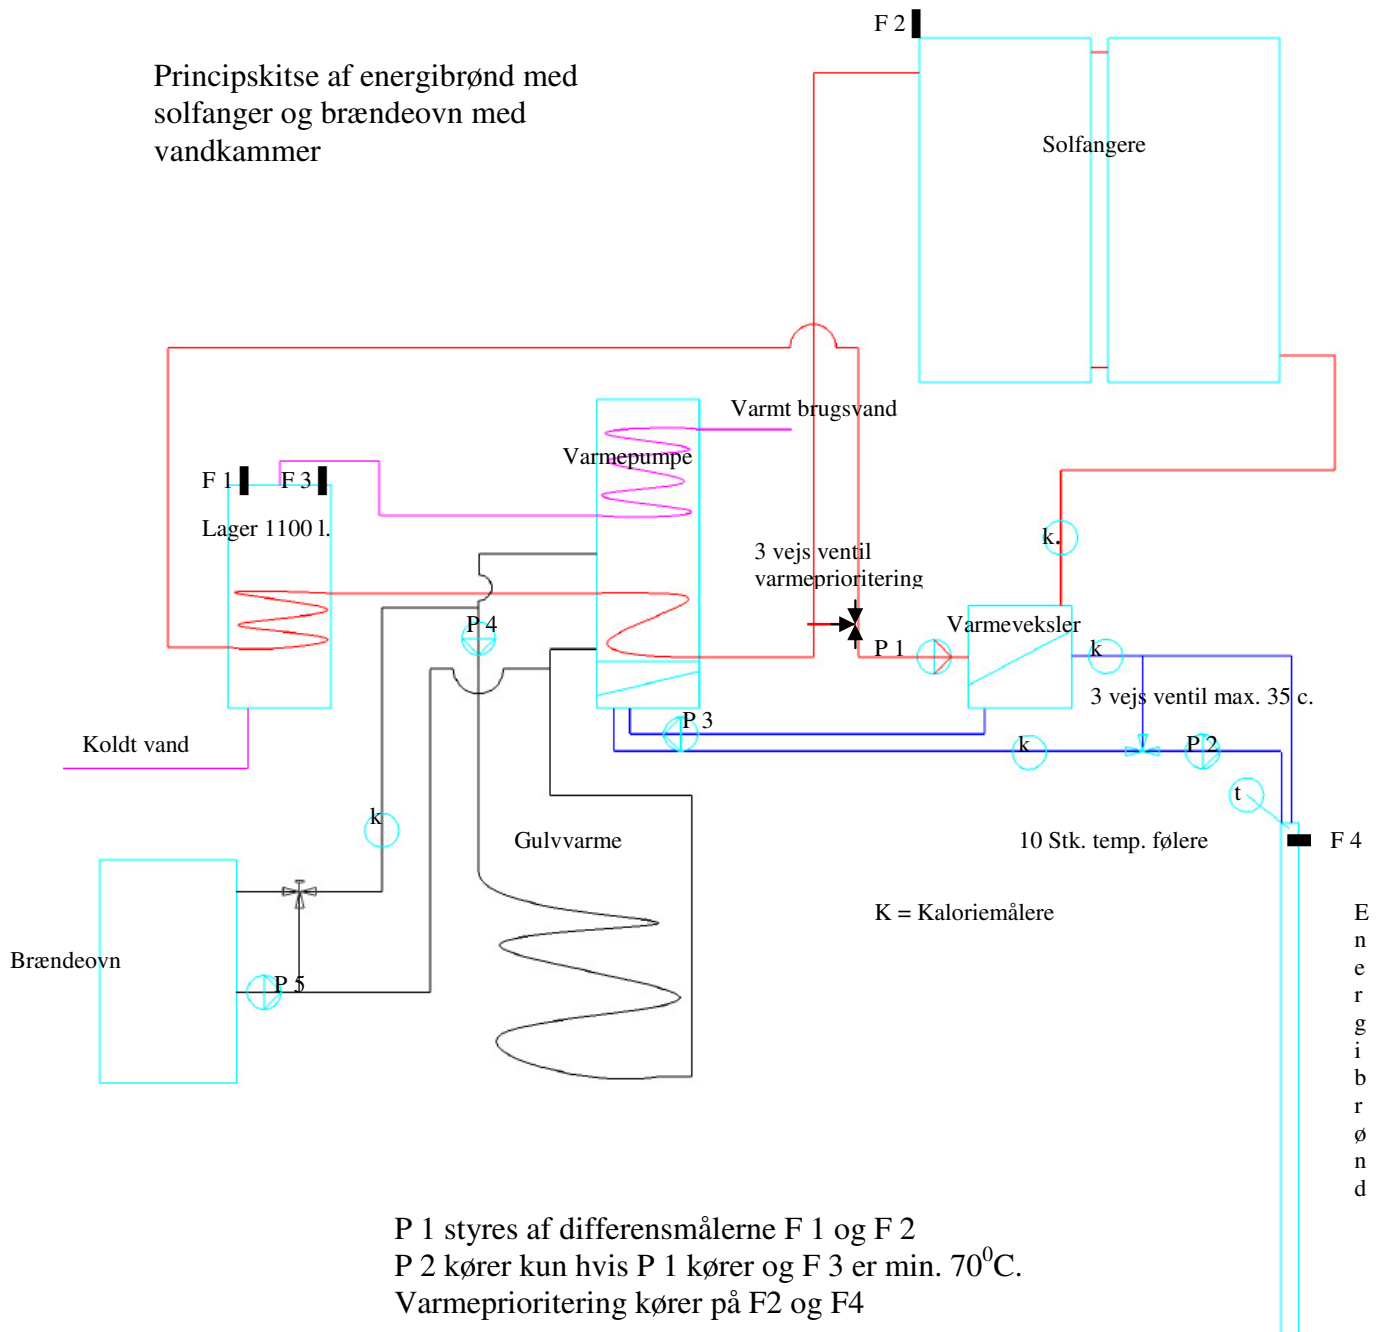 F 2
Principskitse af energibrønd med
solfanger og brændeovn med
vandkammer
Solfangere
Varmt brugsvand
Varmepumpe
F 1
F 3
Lager 1100 l.
k.
3 vejs ventil
varmeprioritering
P 4
Varmeveksler
P 1
k
3 vejs ventil max. 35 c.
P 3
Koldt vand
k
P 2
t
k
Gulvvarme
10 Stk. temp. følere
F 4
K = Kaloriemålere
Energibrønd
Brændeovn
P 5
P 1 styres af differensmålerne F 1 og F 2
P 2 kører kun hvis P 1 kører og F 3 er min. 70⁰C.
Varmeprioritering kører på F2 og F4